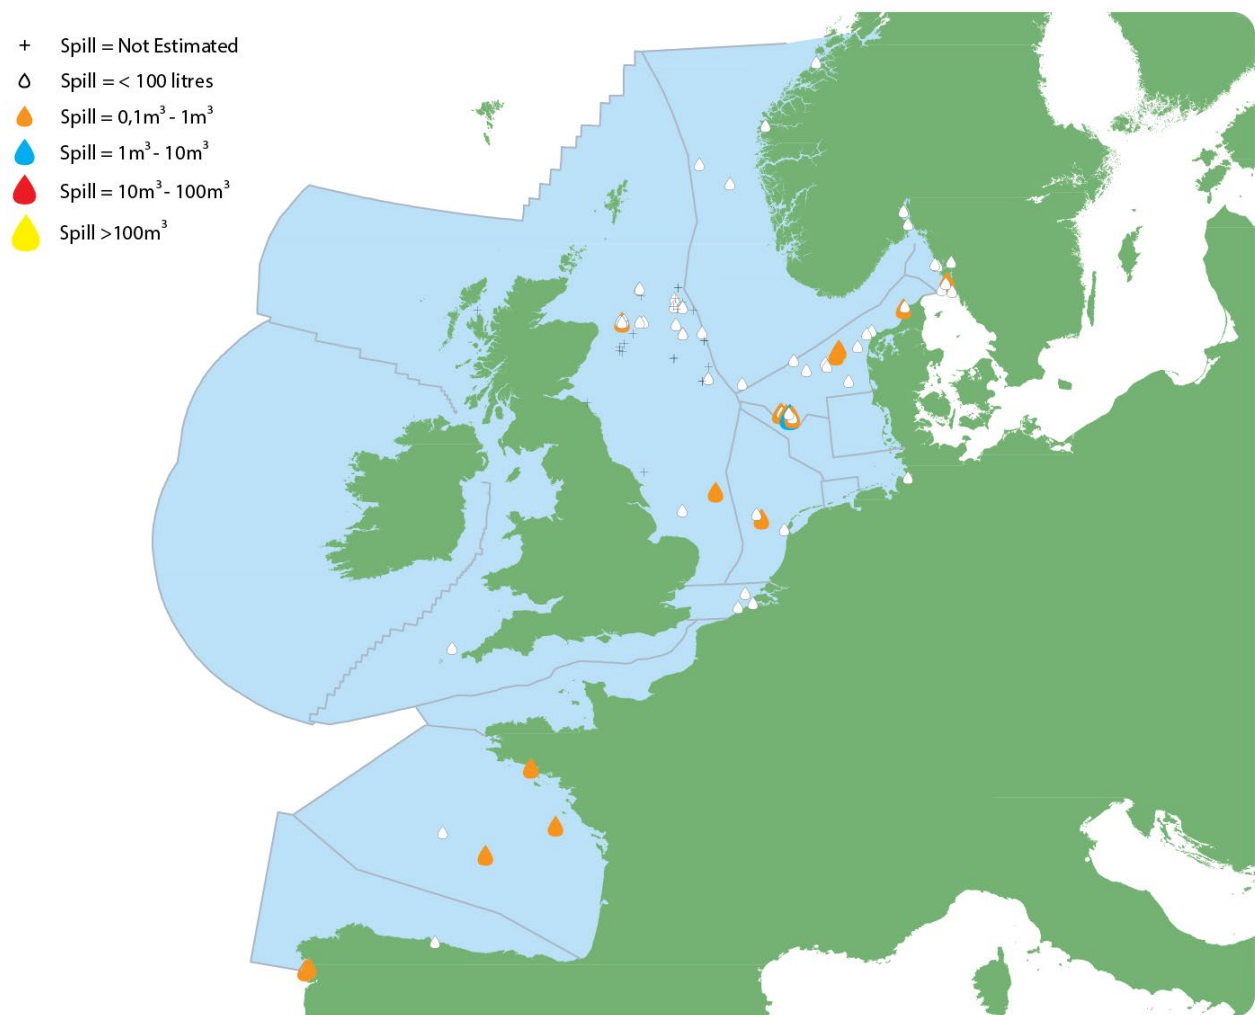 Spill = Not Estimated
Spill = < 100 litres
Spill = 0,1m³ - 1m³
Spill = 1m³ - 10m³
Spill = 10m³ - 100m³
Spill >100m³